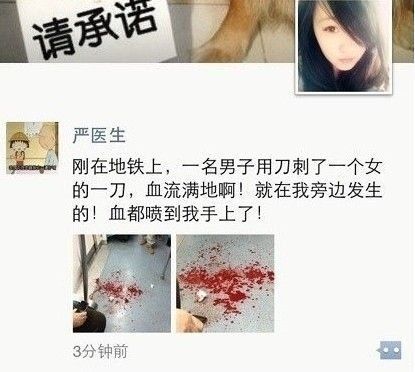 请承诺
严医生
刚在地铁上，一名男子用刀刺了一个女
的一刀，血流满地啊！就在我旁边发生
的！血都喷到我手上了！
3分钟前